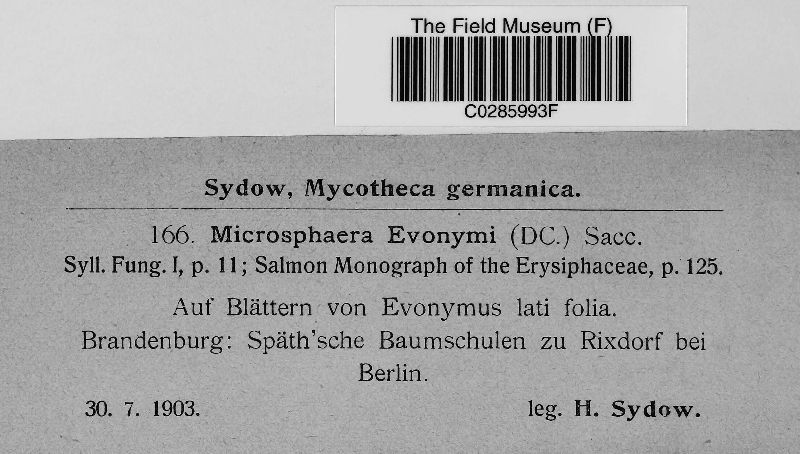 The Field Museum (F)
C0285993F
Sydow, Mycotheca germanica.
166. Microsphaera Evonymi (DC.) Sacc.
Syll. Fung. I, p. 11; Salmon Monograph of the Erysiphaceae, p. 125.
Auf Blättern von Evonymus lati folia.
Brandenburg: Späth'sche Baumschulen zu Rixdorf bei
Berlin.
30. 7. 1903. leg. H. Sydow.